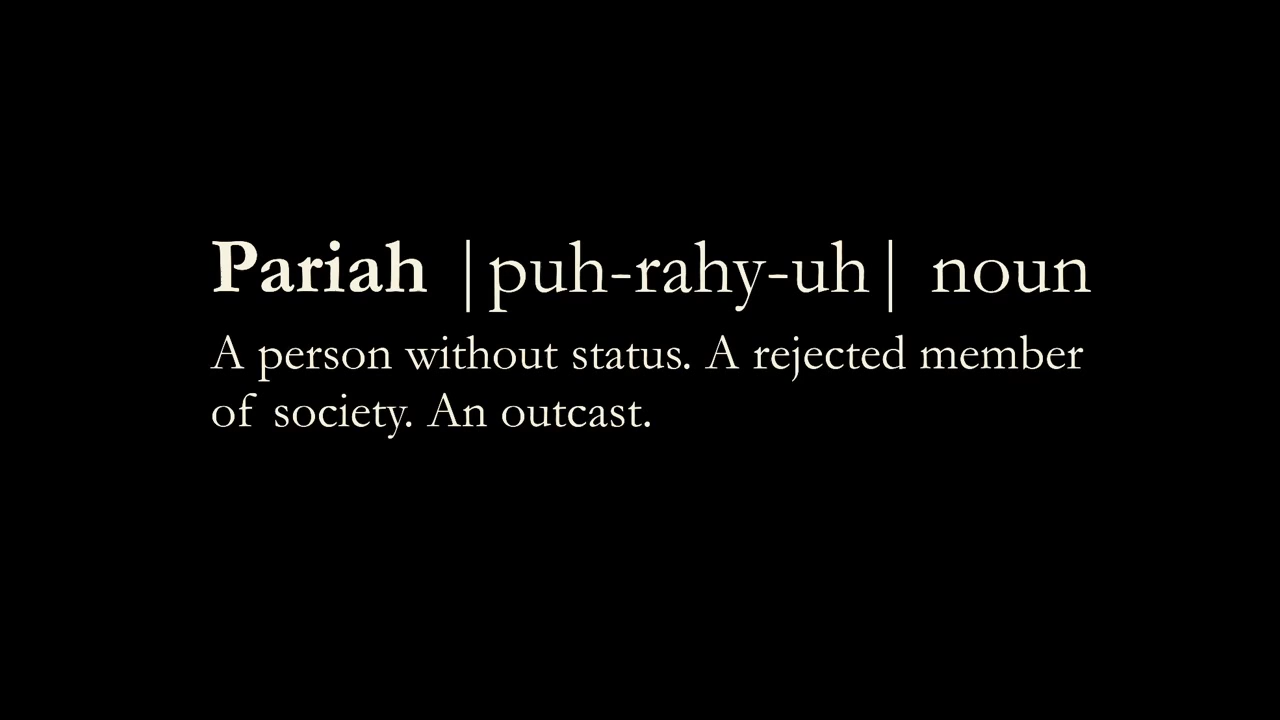 Pariah |puh-rahy-uh| noun
A person without status. A rejected member
of society. An outcast.